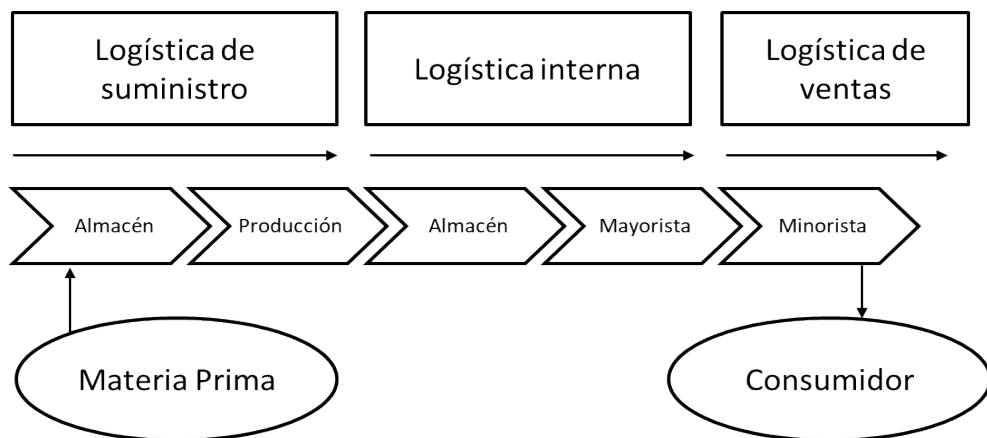 Logística de
suministro
Logística interna
Logística de
ventas
Almacén
Producción
Almacén
Mayorista
Minorista
Materia Prima
Consumidor